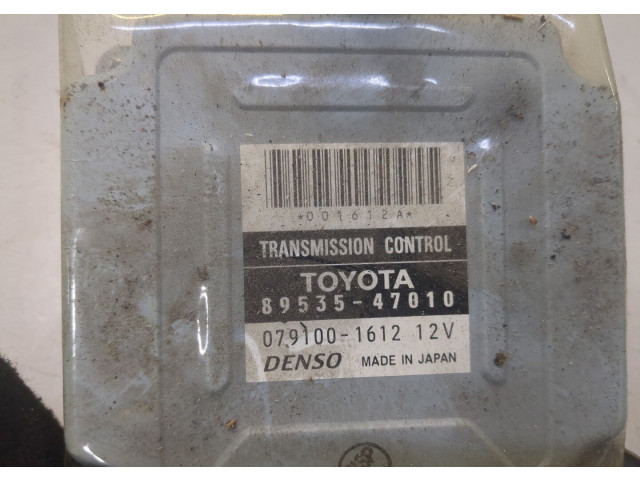 *001612A*
TRANSMISSION CONTROL
TOYOTA
89535-47010
079100-1612 12V
DENSO MADE IN JAPAN